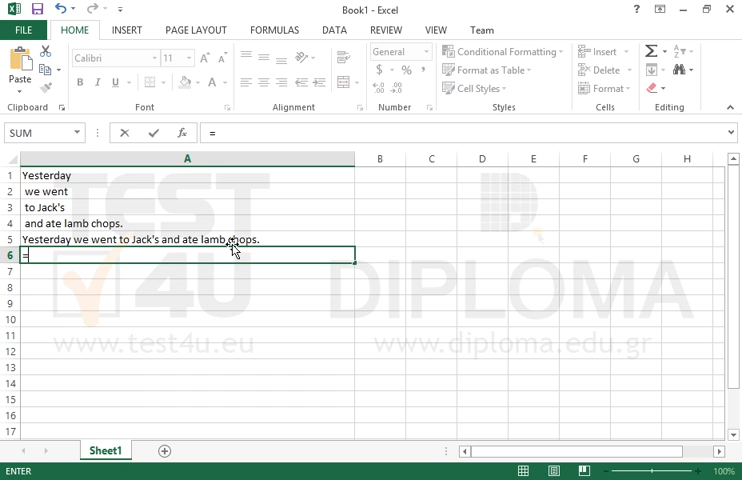 Book1 - Excel
FILE HOME INSERT PAGE LAYOUT FORMULAS DATA REVIEW VIEW Team
Paste
Calibri 11
B I U A A A
General
$ % ,
Conditional Formatting
Format as Table
Cell Styles
Insert
Delete
Format
Clipboard Font Alignment Number Styles Cells Editing
SUM =
A B C D E F G H
1 Yesterday
2 we went
3 to Jack's
4 and ate lamb chops.
5 Yesterday we went to Jack's and ate lamb chops.
6 =
7
8
9
10
11
12
13
14
15
16
17
TEST
4U DIPLOMA
www.test4u.eu www.diploma.edu.gr
Sheet1
ENTER 100%